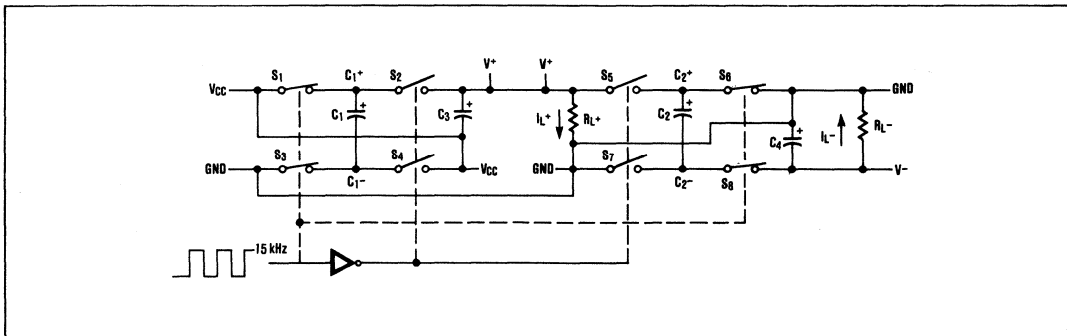 S1 C1+ S2 V+ V+ S5 C2+ S6
VCC GND
C1 + C3 + IL+ RL+ C2 + C4 + IL- RL-
S3 S4 S7 S8
GND C1- VCC GND C2- V-
15 kHz